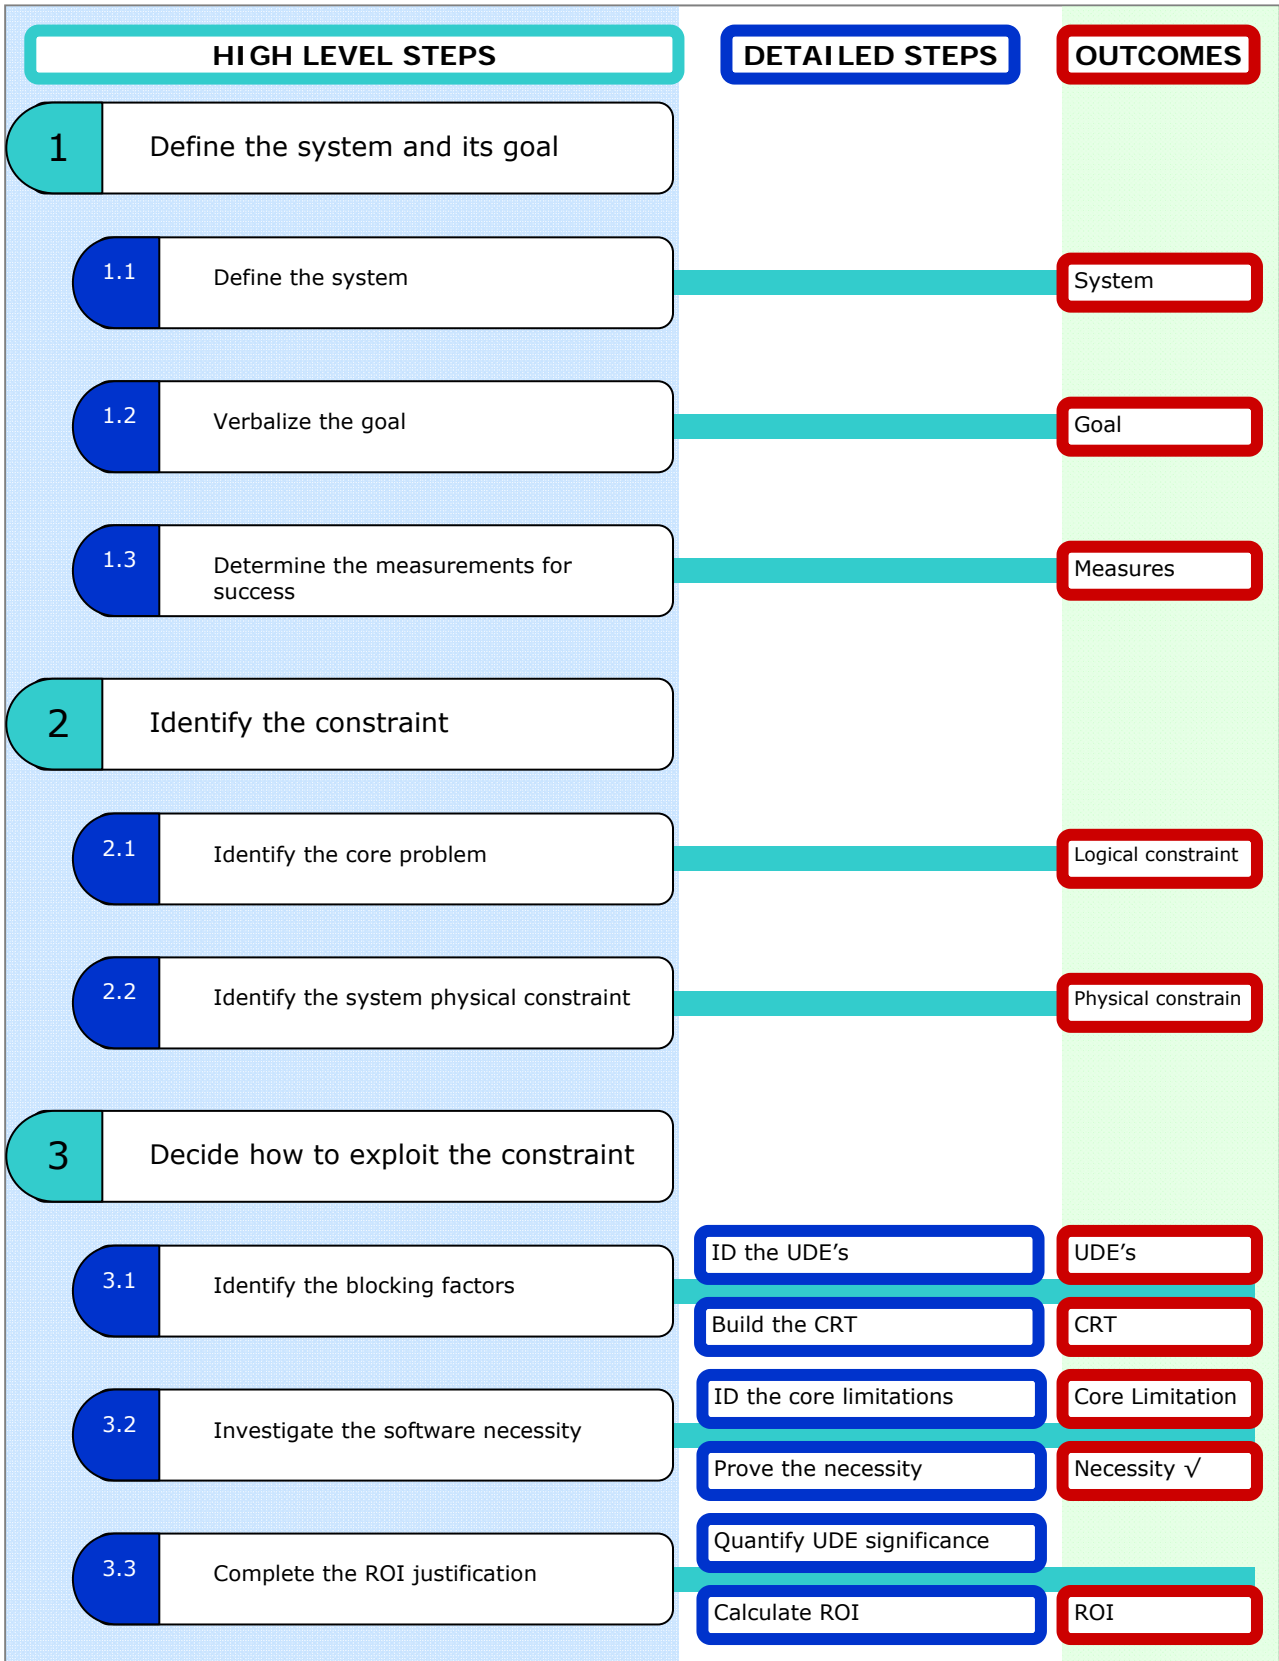 HIGH LEVEL STEPS
DETAILED STEPS
OUTCOMES
1
Define the system and its goal
1.1
Define the system
System
1.2
Verbalize the goal
Goal
1.3
Determine the measurements for
success
Measures
2
Identify the constraint
2.1
Identify the core problem
Logical constraint
2.2
Identify the system physical constraint
Physical constrain
3
Decide how to exploit the constraint
3.1
Identify the blocking factors
ID the UDE’s
UDE’s
Build the CRT
CRT
3.2
Investigate the software necessity
ID the core limitations
Core Limitation
Prove the necessity
Necessity √
3.3
Complete the ROI justification
Quantify UDE significance
Calculate ROI
ROI